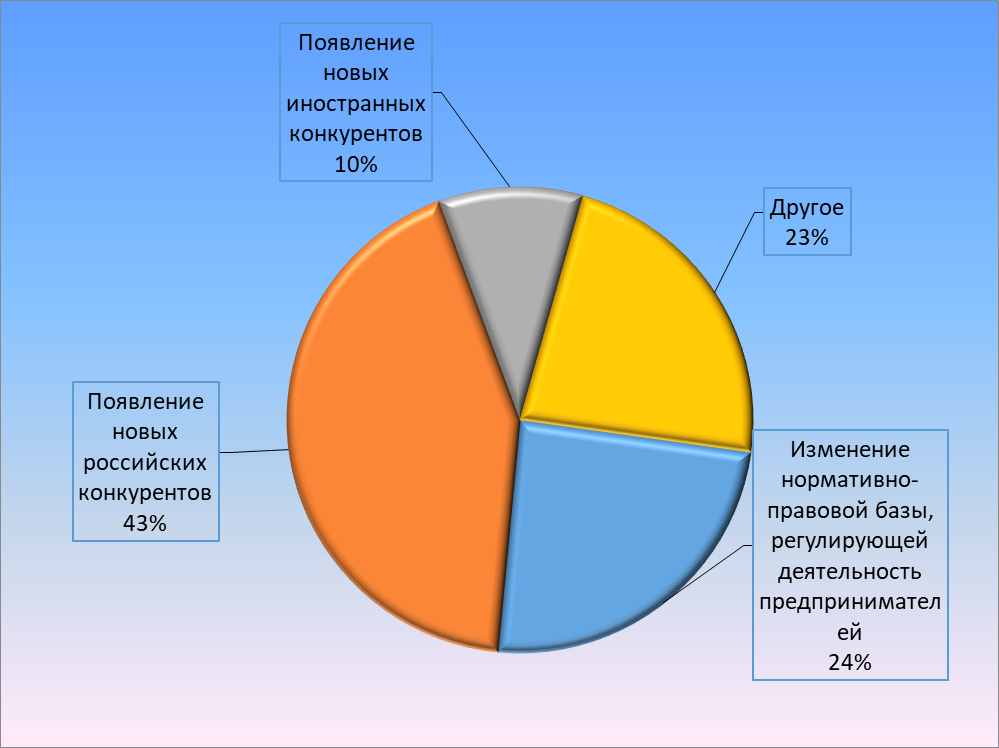 Появление
новых
иностранных
конкурентов
10%
Другое
23%
Появление
новых
российских
конкурентов
43%
Изменение
нормативно-
правовой базы,
регулирующей
деятельность
предпринимател
ей
24%